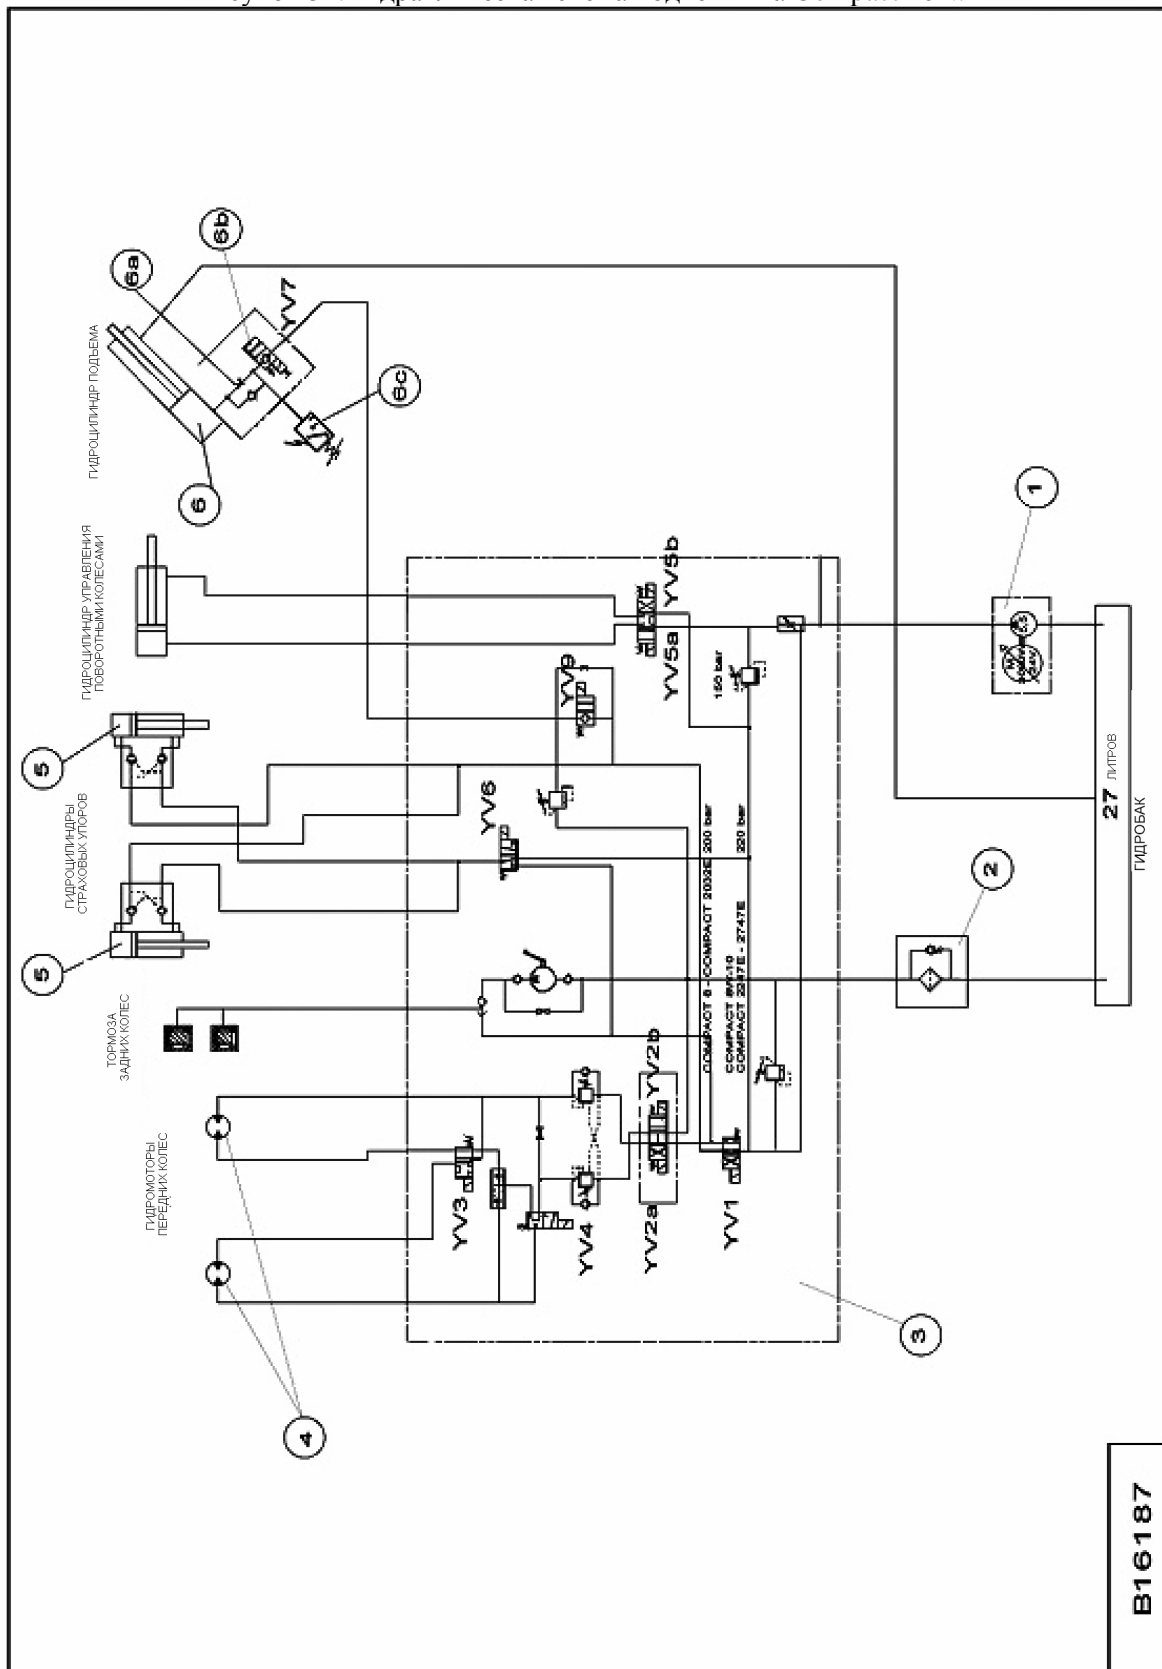 6b
6a
YV7
ГИДРОЦИЛИНДР ПОДЪЕМА
6c
6
1
ГИДРОЦИЛИНДР УПРАВЛЕНИЯ
ПОВОРОТНЫМИ КОЛЕСАМИ
YV5b
YV5a
150 bar
YV9
5
ГИДРОЦИЛИНДРЫ
СТРАХОВЫХ УПОРОВ
YV6
COMPACT 8 - COMPACT 2032E 200 bar
COMPACT 2247E - 2747E 220 bar
27 ЛИТРОВ
ГИДРОБАК
2
5
ТОРМОЗА
ЗАДНИХ КОЛЕС
YV2b
ГИДРОМОТОРЫ
ПЕРЕДНИХ КОЛЕС
YV3
YV4
YV2a
YV1
3
4
B16187